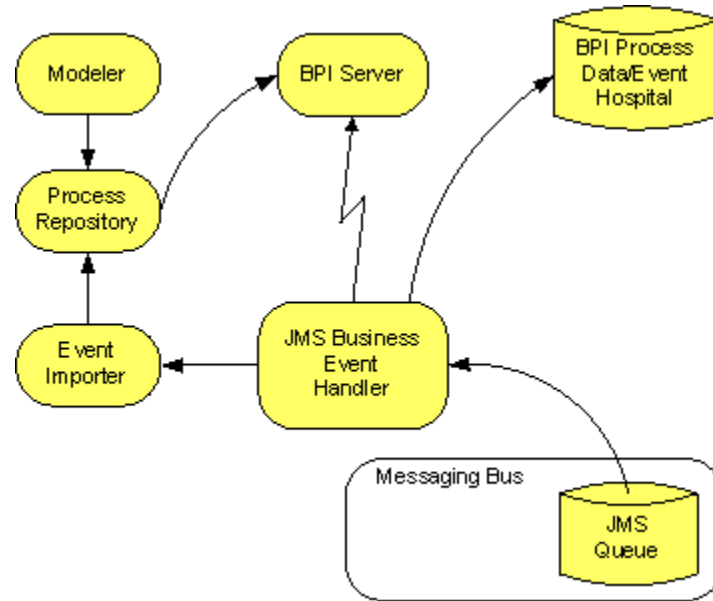 Modeler
BPI Server
BPI Process
Data/Event
Hospital
Process
Repository
Event
Importer
JMS Business
Event
Handler
Messaging Bus
JMS
Queue